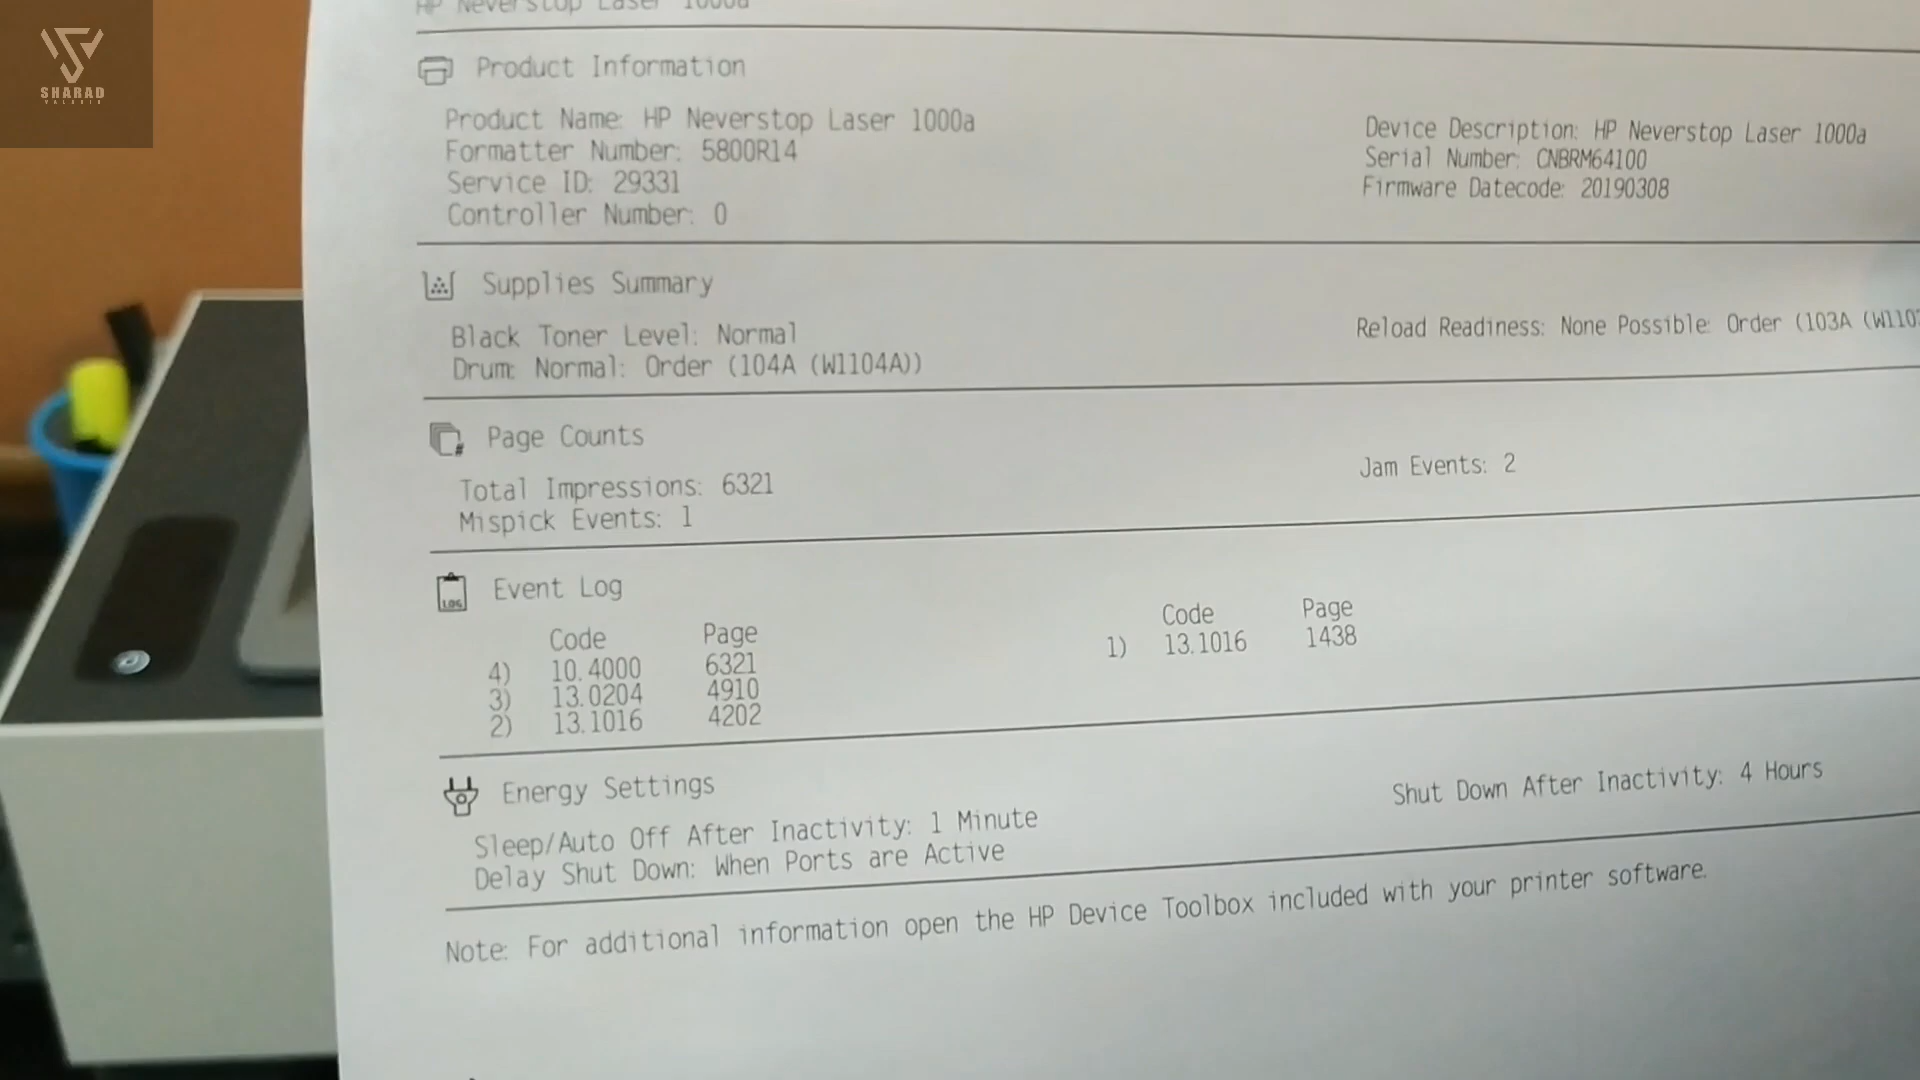 SHARAD
HP Neverstop Laser 1000a
Product Information
Product Name: HP Neverstop Laser 1000a
Formatter Number: 5800R14
Service ID: 29331
Controller Number: 0
Device Description: HP Neverstop Laser 1000a
Serial Number: CNBRM64100
Firmware Datecode: 20190308
Supplies Summary
Black Toner Level: Normal
Drum: Normal: Order (104A (W1104A))
Reload Readiness: None Possible: Order (103A
Page Counts
Total Impressions: 6321
Mispick Events: 1
Jam Events: 2
LOG Event Log
Code Page
4) 10.4000 6321
3) 13.0204 4910
2) 13.1016 4202
Code Page
1) 13.1016 1438
Energy Settings
Sleep/Auto Off After Inactivity: 1 Minute
Delay Shut Down: When Ports are Active
Shut Down After Inactivity: 4 Hours
Note: For additional information open the HP Device Toolbox included with your printer software.